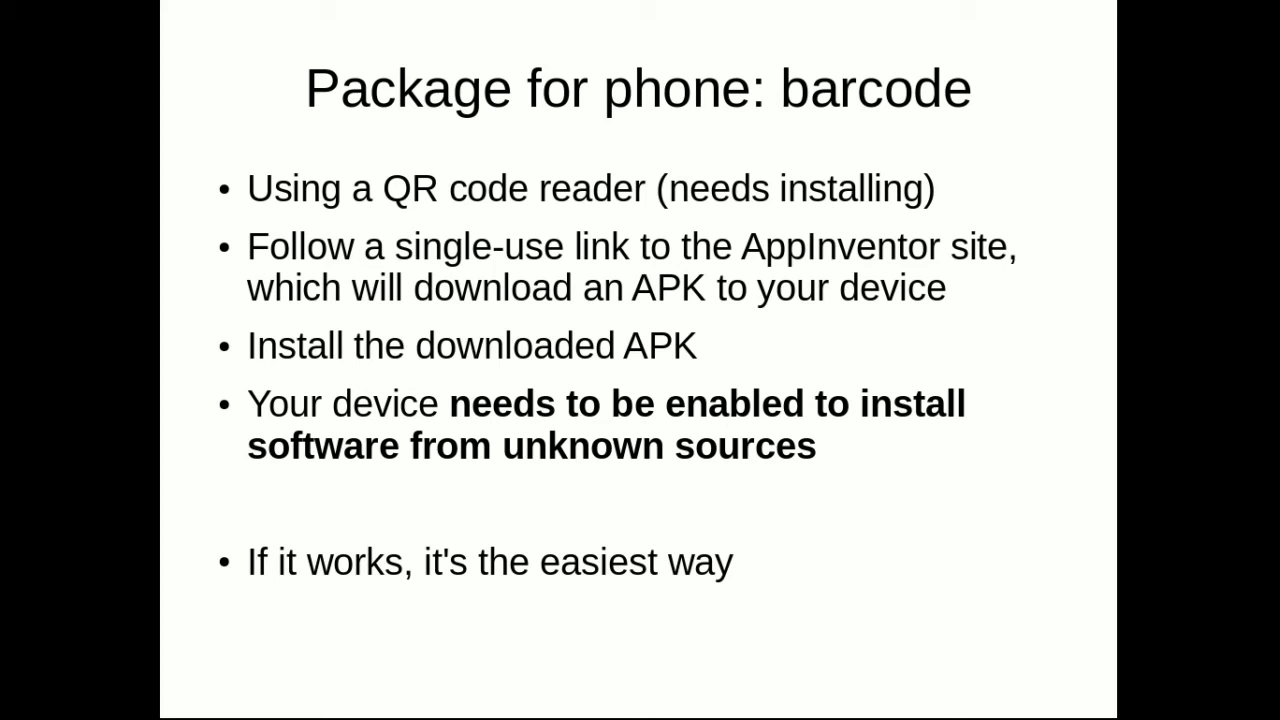 Package for phone: barcode
• Using a QR code reader (needs installing)
• Follow a single-use link to the AppInventor site,
which will download an APK to your device
• Install the downloaded APK
• Your device needs to be enabled to install
software from unknown sources
• If it works, it's the easiest way